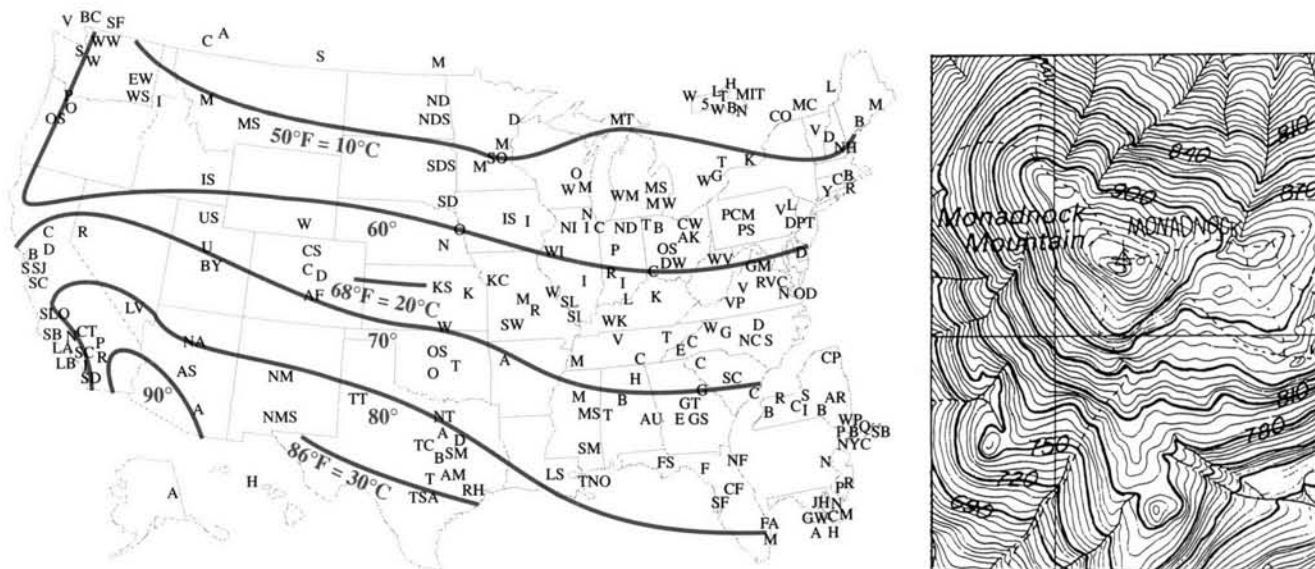 V BC SF
C A
S
M
S WW
W
EW
WS I
P
O
OS
M
MS
50°F = 10°C
ND
NDS
D
M
M SO
MT
W L H
T MIT
5 W B N
L
CO MC
M
B
V D
NH
K
T
W G
C B
Y R
SDS
IS
US
SD
W
60°
O
N
IS I
O
W M
WM MS
M W
N
NI I C
ND T B
CW
AK
OS
DW
PCM
PS
V L
DPT
WV
D
C
D
R
B
S SJ
SC
U
BY
CS
C D
AF
68°F = 20°C
KS K
KC
WI
P
R
I
I
C
L
K
GM
V RVC
VP
N OD
SLO
LV
W
70°
M
R
SW
W
SL
SI
WK
V
T
E C
W G
D
NC S
SB N CT
LA SC P
LB R
SD
NA
AS
90°
A
NM
NMS
TT
80°
OS
O T
A
M
H
C
C
G
SC
C
B
M
MS T
AU
GT
E GS
CP
R S
B C I
AR
B
WP
P B Q SB
NYC
NT
A
TC D
B SM
86°F = 30°C
T AM
TSA
RH
SM
LS
TNO
FS
F
NF
CF
SF
FA
M
N
P R
JH N
GW C M
A H
A
H
810
840
900
870
Monadnock
Mountain
MONADNOCK
810
780
750
720
690